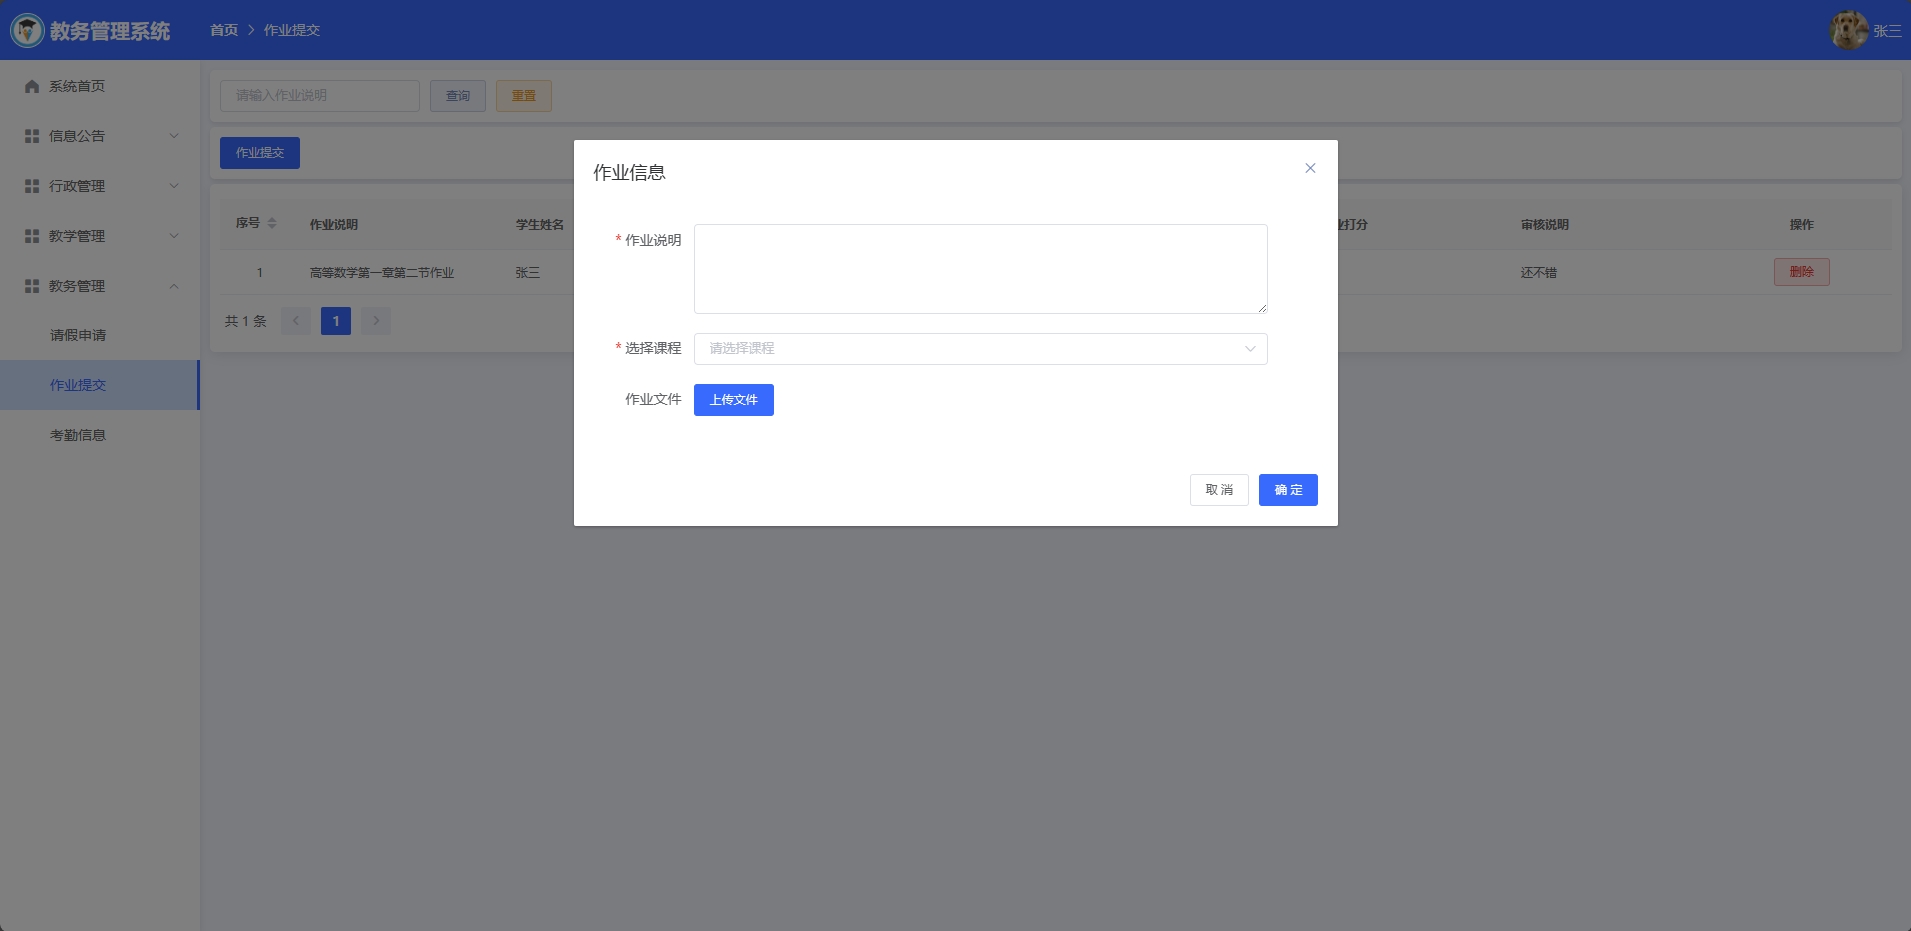 教务管理系统
首页
作业提交
张三
系统首页
信息公告
行政管理
教学管理
教务管理
请假申请
作业提交
考勤信息
请输入作业说明
查询
重置
作业提交
序号
作业说明
学生姓名
打分
审核说明
操作
1
高等数学第一章第二节作业
张三
还不错
删除
共 1 条
1
作业信息
* 作业说明
* 选择课程
请选择课程
作业文件
上传文件
取 消
确 定